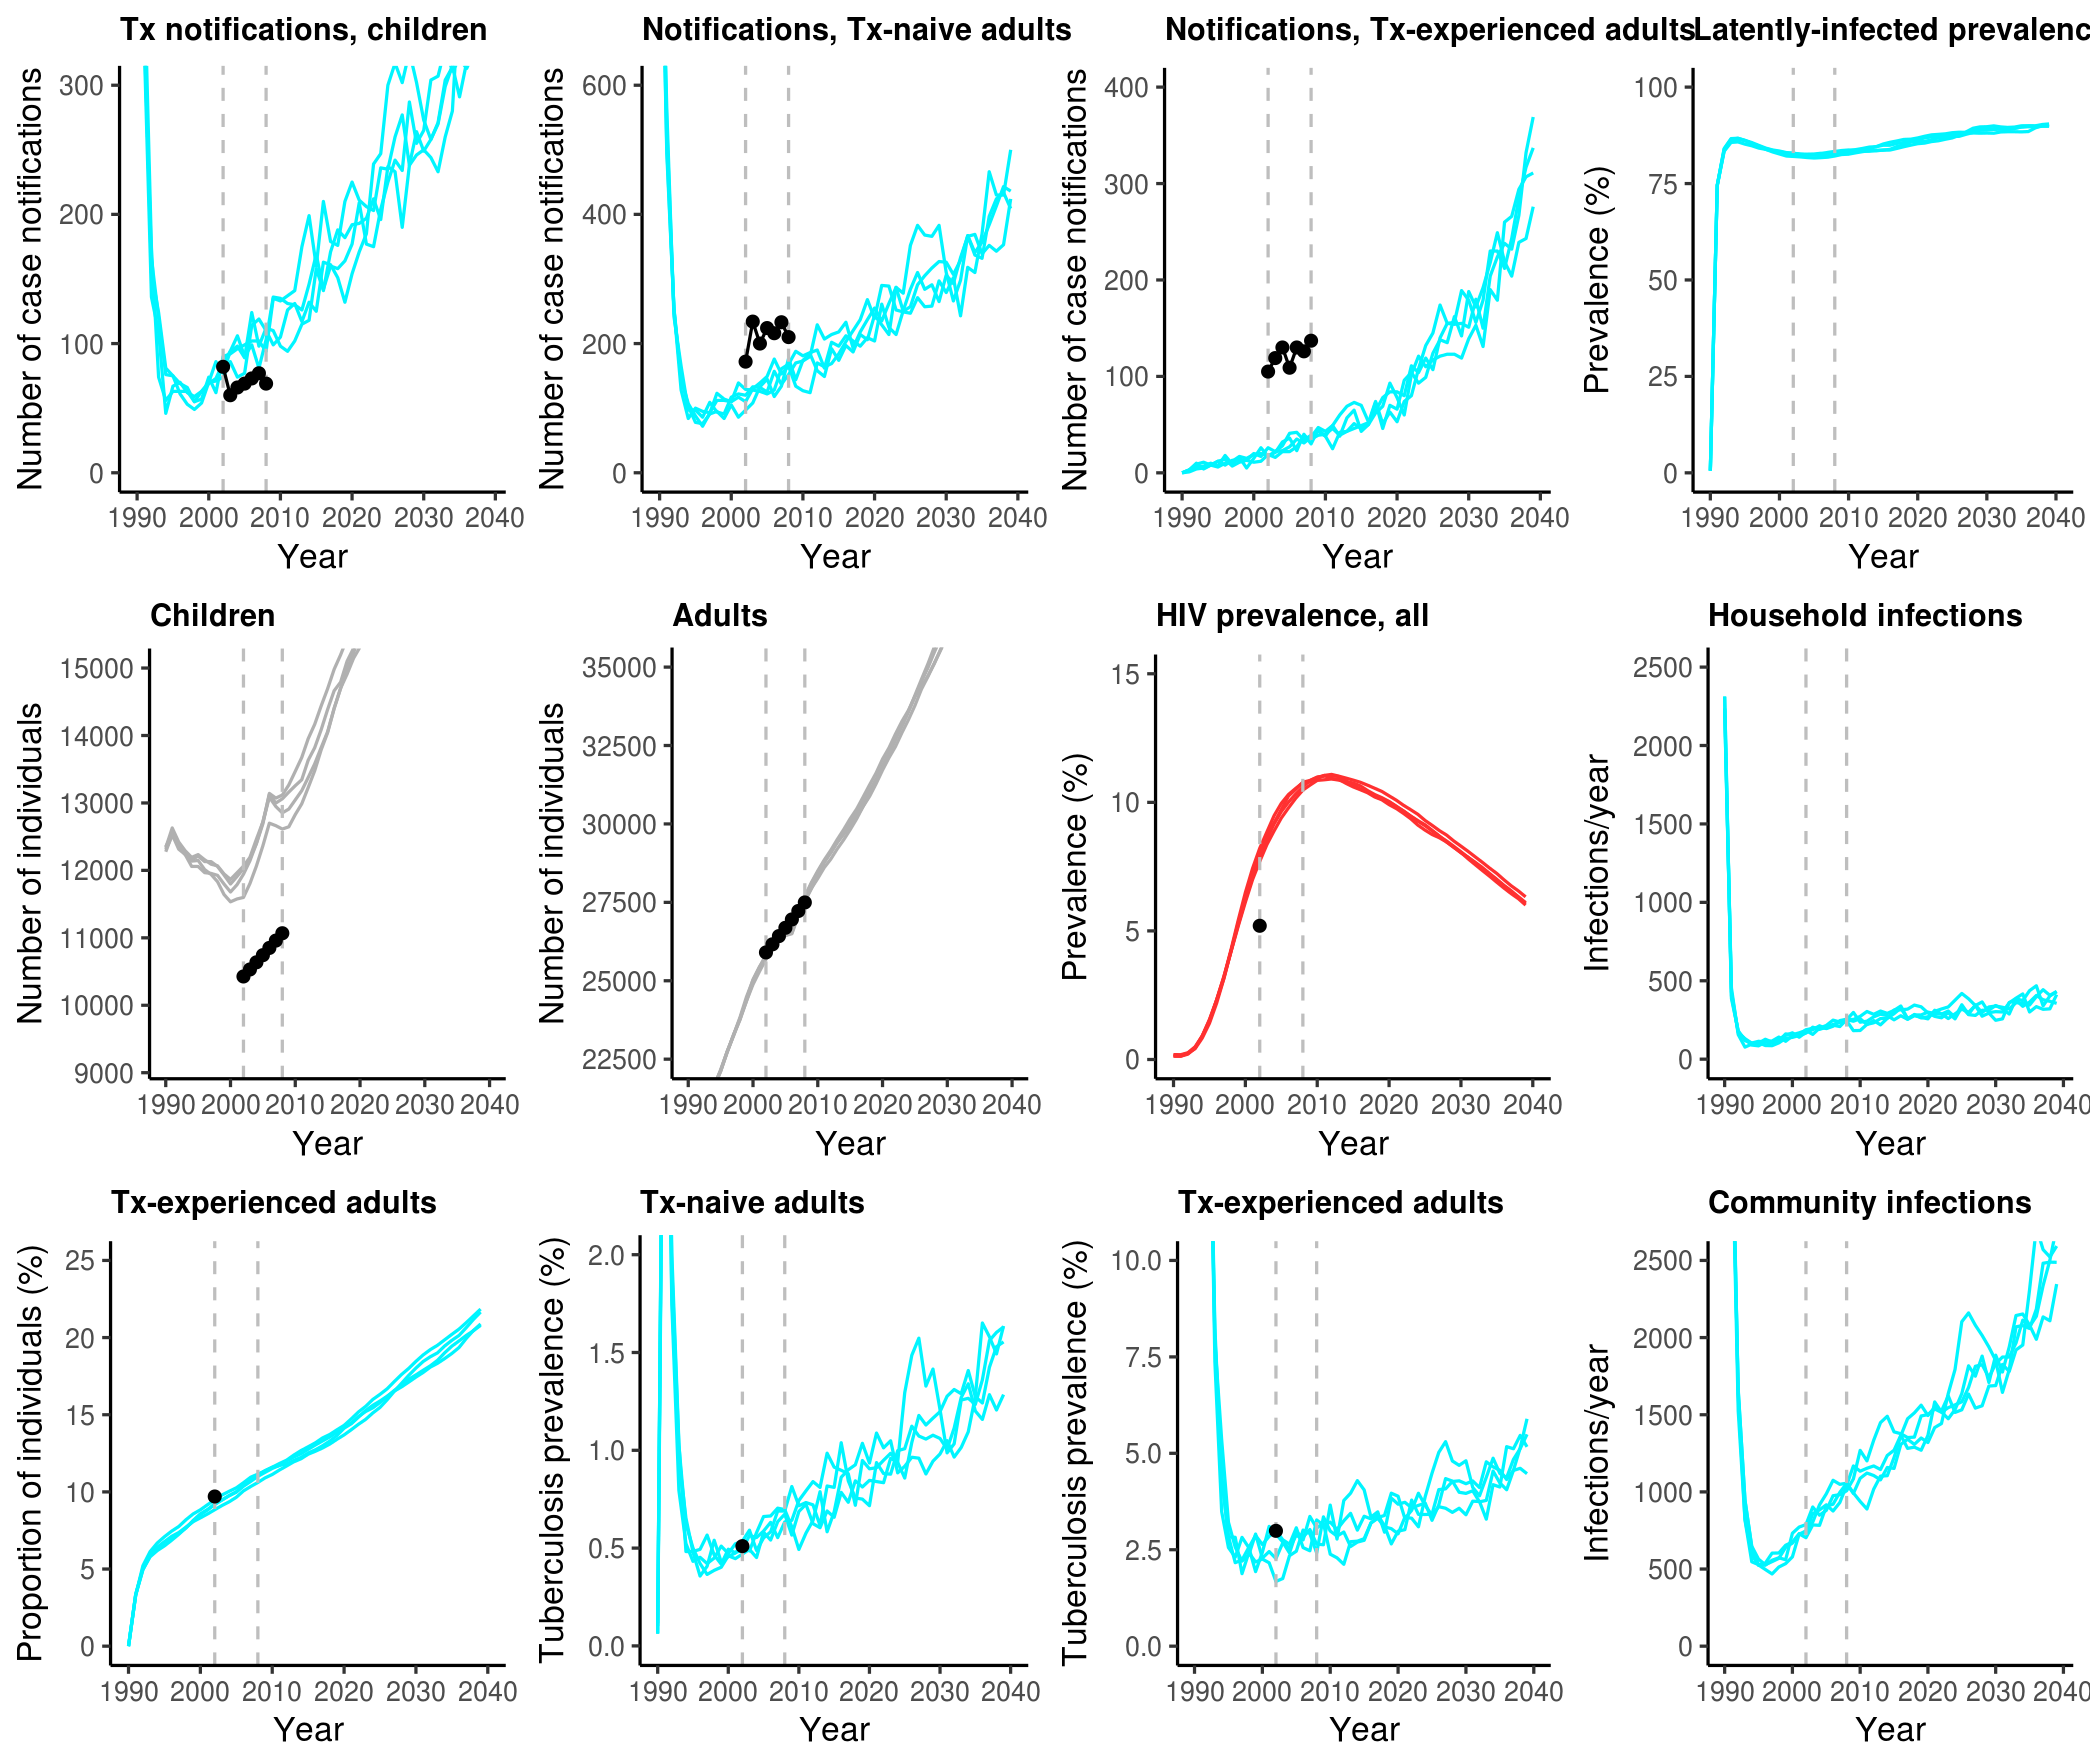 Tx notifications, children
Number of case notifications
300
200
100
0
1990 2000 2010 2020 2030 2040
Year
Notifications, Tx-naive adults
Number of case notifications
600
400
200
0
1990 2000 2010 2020 2030 2040
Year
Notifications, Tx-experienced adults
Number of case notifications
400
300
200
100
0
1990 2000 2010 2020 2030 2040
Year
Latently-infected prevalenc
Prevalence (%)
100
75
50
25
0
1990 2000 2010 2020 2030 2040
Year
Children
Number of individuals
15000
14000
13000
12000
11000
10000
9000
1990 2000 2010 2020 2030 2040
Year
Adults
Number of individuals
35000
32500
30000
27500
25000
22500
1990 2000 2010 2020 2030 2040
Year
HIV prevalence, all
Prevalence (%)
15
10
5
0
1990 2000 2010 2020 2030 2040
Year
Household infections
Infections/year
2500
2000
1500
1000
500
0
1990 2000 2010 2020 2030 2040
Year
Tx-experienced adults
Proportion of individuals (%)
25
20
15
10
5
0
1990 2000 2010 2020 2030 2040
Year
Tx-naive adults
Tuberculosis prevalence (%)
2.0
1.5
1.0
0.5
0.0
1990 2000 2010 2020 2030 2040
Year
Tx-experienced adults
Tuberculosis prevalence (%)
10.0
7.5
5.0
2.5
0.0
1990 2000 2010 2020 2030 2040
Year
Community infections
Infections/year
2500
2000
1500
1000
500
0
1990 2000 2010 2020 2030 2040
Year